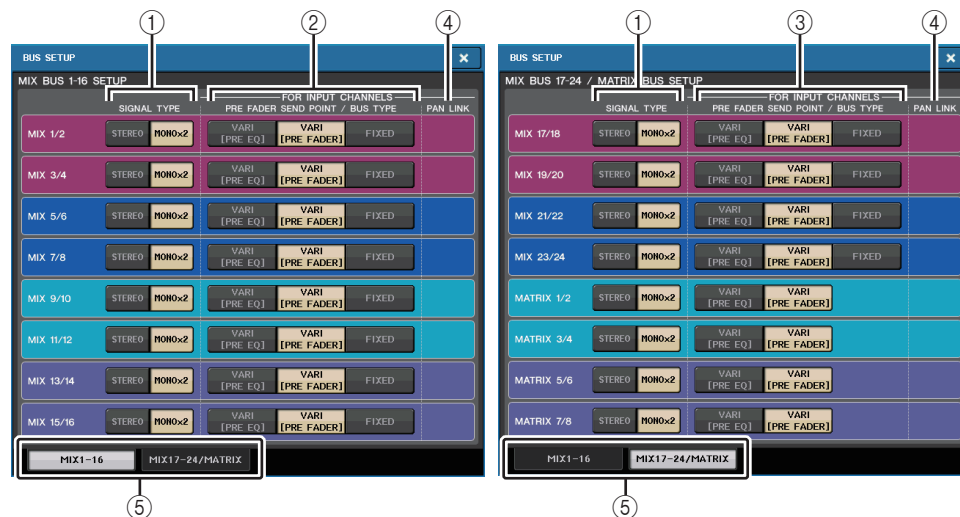 ① ② ④
BUS SETUP ×
MIX BUS 1-16 SETUP
FOR INPUT CHANNELS
SIGNAL TYPE PRE FADER SEND POINT / BUS TYPE PAN LINK
MIX 1/2 STEREO MONOx2 VARI [PRE EQ] VARI [PRE FADER] FIXED
MIX 3/4 STEREO MONOx2 VARI [PRE EQ] VARI [PRE FADER] FIXED
MIX 5/6 STEREO MONOx2 VARI [PRE EQ] VARI [PRE FADER] FIXED
MIX 7/8 STEREO MONOx2 VARI [PRE EQ] VARI [PRE FADER] FIXED
MIX 9/10 STEREO MONOx2 VARI [PRE EQ] VARI [PRE FADER] FIXED
MIX 11/12 STEREO MONOx2 VARI [PRE EQ] VARI [PRE FADER] FIXED
MIX 13/14 STEREO MONOx2 VARI [PRE EQ] VARI [PRE FADER] FIXED
MIX 15/16 STEREO MONOx2 VARI [PRE EQ] VARI [PRE FADER] FIXED
MIX1-16 MIX17-24/MATRIX
⑤
① ③ ④
BUS SETUP ×
MIX BUS 17-24 / MATRIX BUS SETUP
FOR INPUT CHANNELS
SIGNAL TYPE PRE FADER SEND POINT / BUS TYPE PAN LINK
MIX 17/18 STEREO MONOx2 VARI [PRE EQ] VARI [PRE FADER] FIXED
MIX 19/20 STEREO MONOx2 VARI [PRE EQ] VARI [PRE FADER] FIXED
MIX 21/22 STEREO MONOx2 VARI [PRE EQ] VARI [PRE FADER] FIXED
MIX 23/24 STEREO MONOx2 VARI [PRE EQ] VARI [PRE FADER] FIXED
MATRIX 1/2 STEREO MONOx2 VARI [PRE EQ] VARI [PRE FADER]
MATRIX 3/4 STEREO MONOx2 VARI [PRE EQ] VARI [PRE FADER]
MATRIX 5/6 STEREO MONOx2 VARI [PRE EQ] VARI [PRE FADER]
MATRIX 7/8 STEREO MONOx2 VARI [PRE EQ] VARI [PRE FADER]
MIX1-16 MIX17-24/MATRIX
⑤